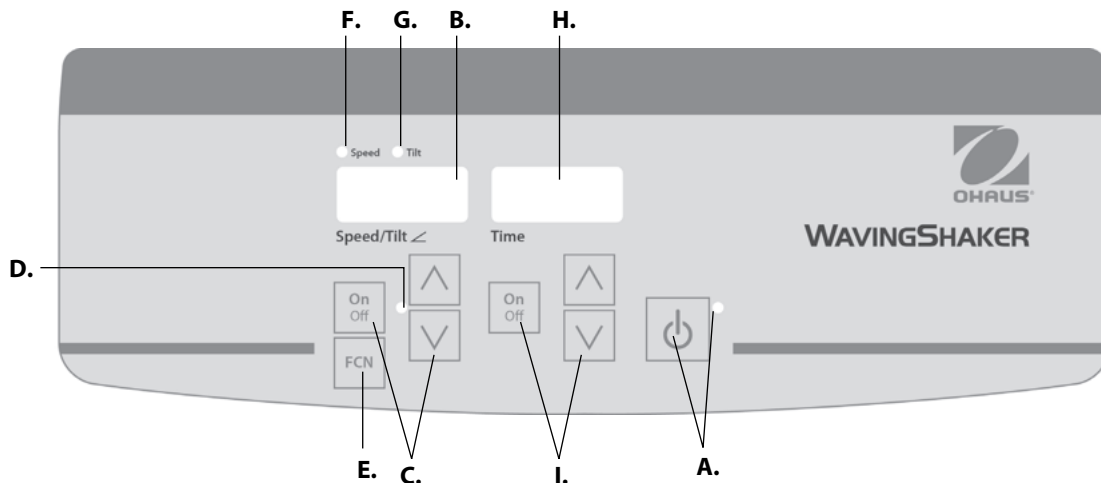 F. G. B. H.
Speed Tilt
OHAUS®
Speed/Tilt Time
WAVINGSHAKER
D.
On On
Off Off
FCN
E. C. I. A.